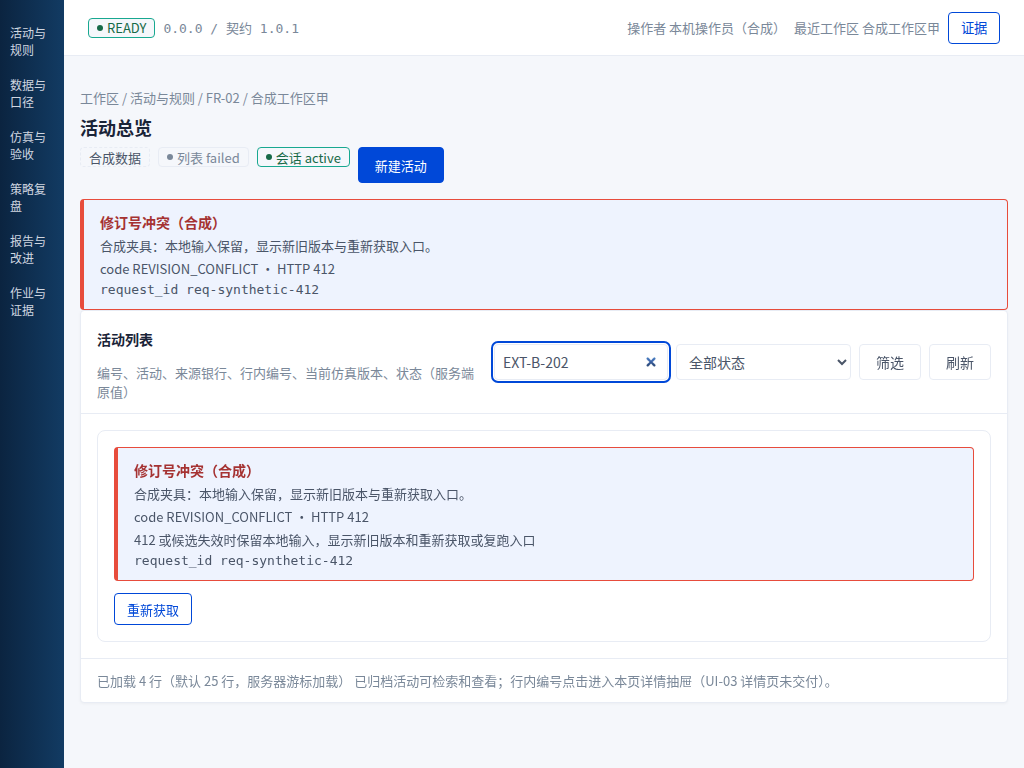 活动与
规则
数据与
口径
仿真与
验收
策略复
盘
报告与
改进
作业与
证据
READY 0.0.0 / 契约 1.0.1
操作者 本机操作员（合成） 最近工作区 合成工作区甲 证据
工作区 / 活动与规则 / FR-02 / 合成工作区甲
活动总览
合成数据 列表 failed 会话 active 新建活动
修订号冲突（合成）
合成夹具：本地输入保留，显示新旧版本与重新获取入口。
code REVISION_CONFLICT · HTTP 412
request_id req-synthetic-412
活动列表
编号、活动、来源银行、行内编号、当前仿真版本、状态（服务端
原值）
EXT-B-202 全部状态 筛选 刷新
修订号冲突（合成）
合成夹具：本地输入保留，显示新旧版本与重新获取入口。
code REVISION_CONFLICT · HTTP 412
412 或候选失效时保留本地输入，显示新旧版本和重新获取或复跑入口
request_id req-synthetic-412
重新获取
已加载 4 行（默认 25 行，服务器游标加载） 已归档活动可检索和查看；行内编号点击进入本页详情抽屉（UI-03 详情页未交付）。